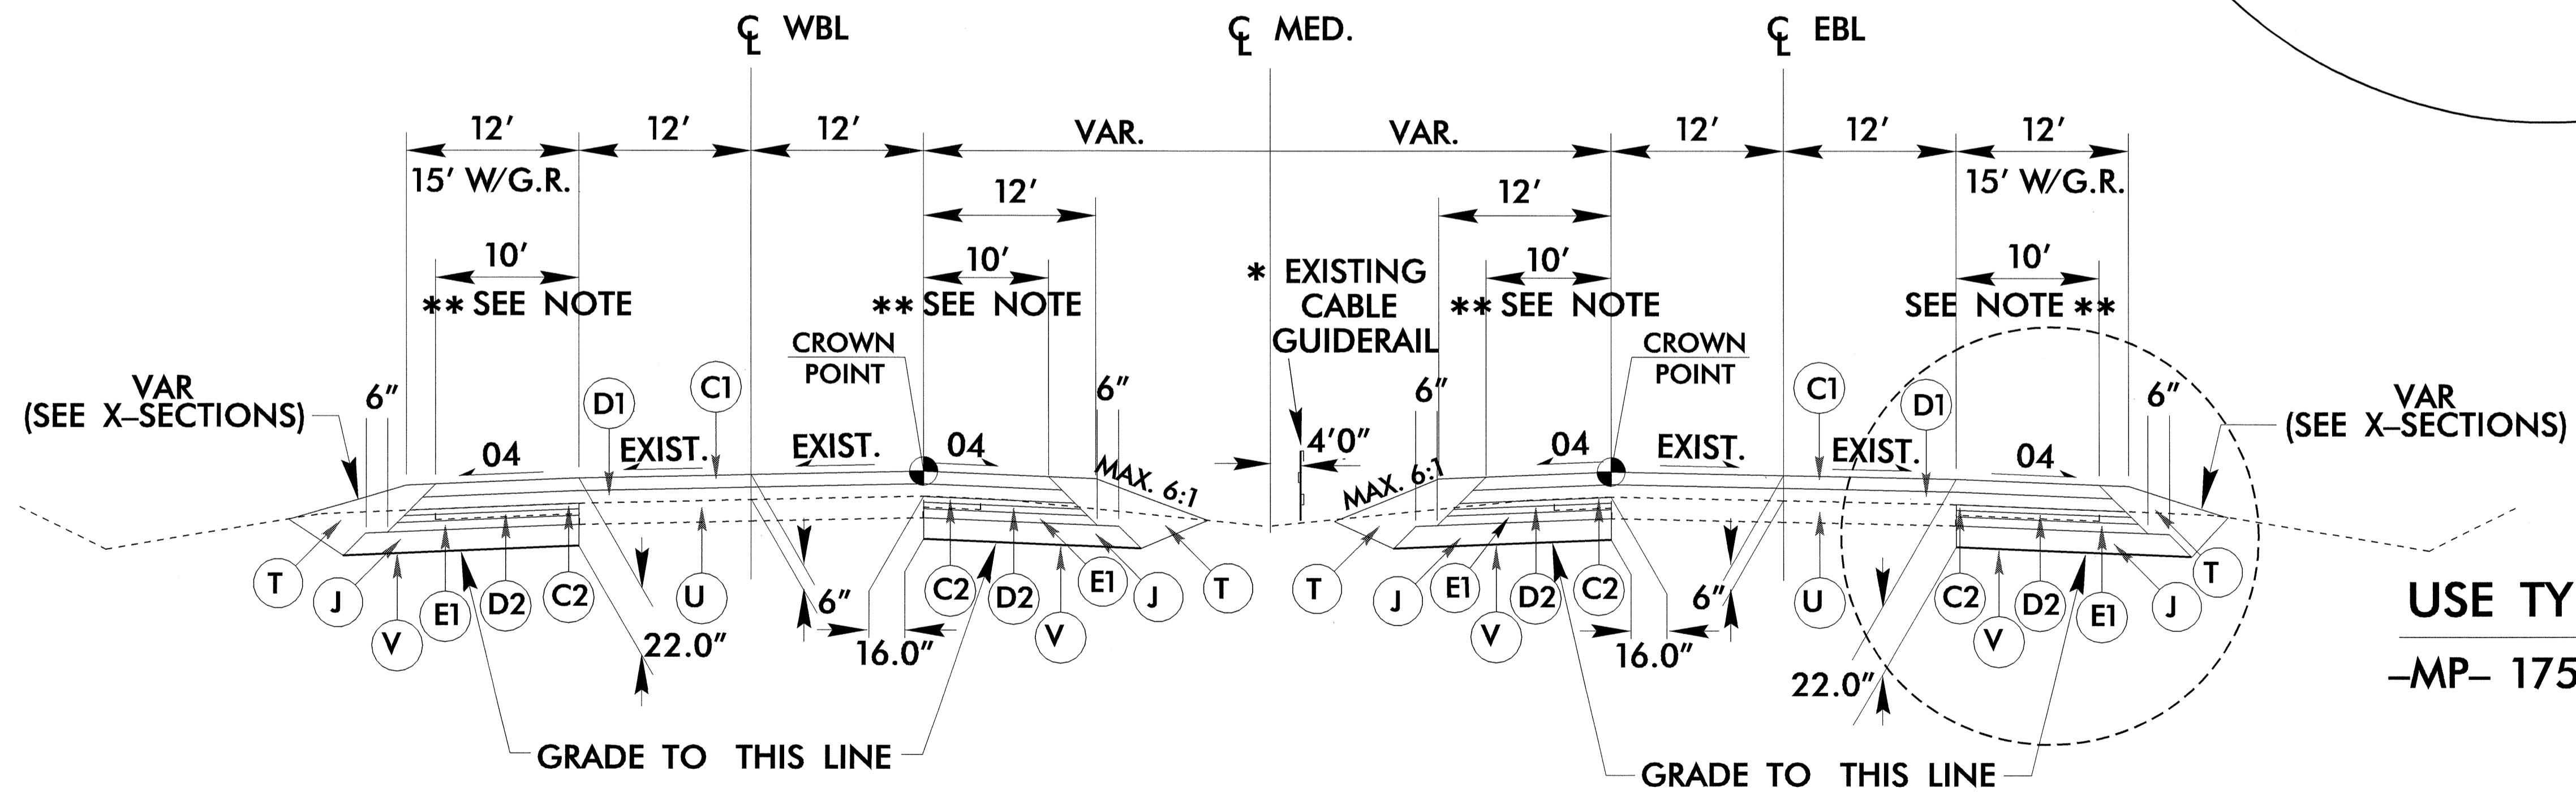 ℄ WBL
℄ MED.
℄ EBL
12' 12' 12' VAR. VAR. 12' 12' 12'
15' W/G.R.
15' W/G.R.
12'
12'
10'
10'
10'
10'
** SEE NOTE
** SEE NOTE
* EXISTING
CABLE
GUIDERAIL
** SEE NOTE
SEE NOTE **
CROWN
POINT
CROWN
POINT
VAR
(SEE X-SECTIONS)
6"
D1
C1
6"
6"
C1
D1
6"
VAR
(SEE X-SECTIONS)
04
EXIST.
EXIST.
04
MAX. 6:1
4'0"
MAX. 6:1
04
EXIST.
EXIST.
04
T
J
V
E1
D2
C2
U
22.0"
6"
16.0"
C2
D2
V
E1
J
T
T
J
V
E1
D2
C2
16.0"
6"
U
22.0"
C2
V
D2
E1
J
T
USE TY
–MP– 175
GRADE TO THIS LINE
GRADE TO THIS LINE